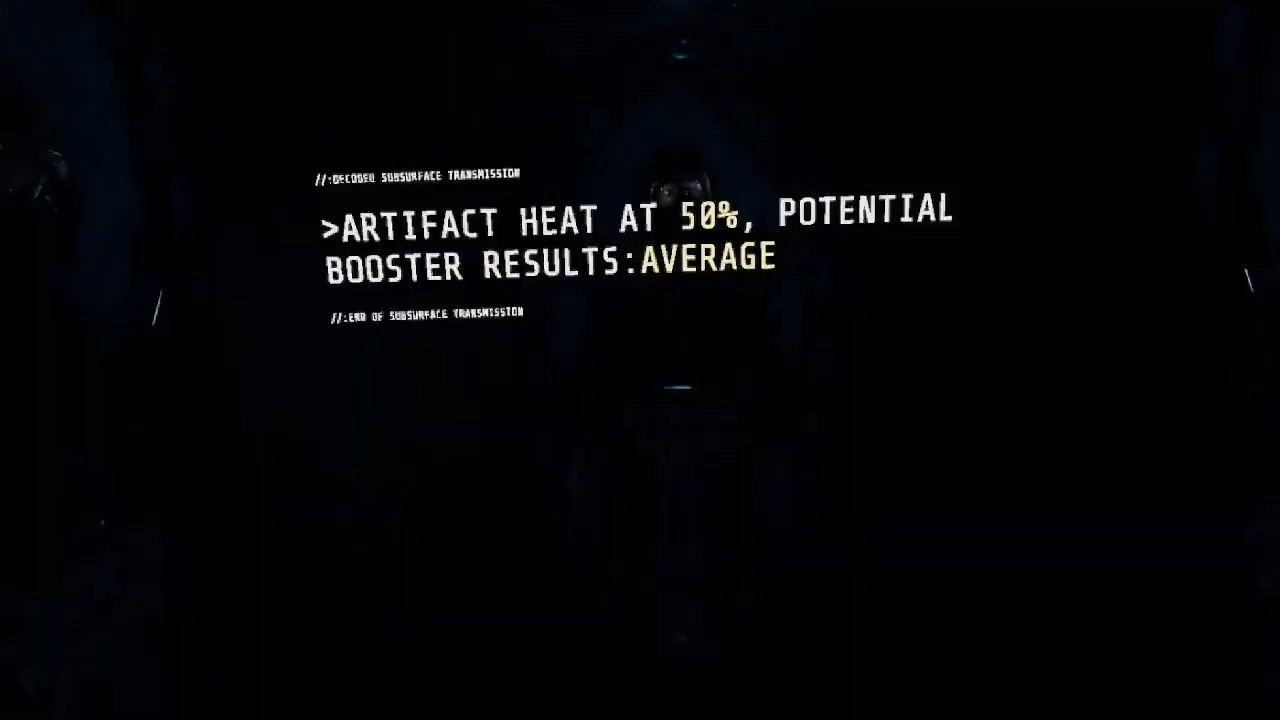 //:DECODED SUBSURFACE TRANSMISSION
>ARTIFACT HEAT AT 50%, POTENTIAL
BOOSTER RESULTS:AVERAGE
//:END OF SUBSURFACE TRANSMISSION